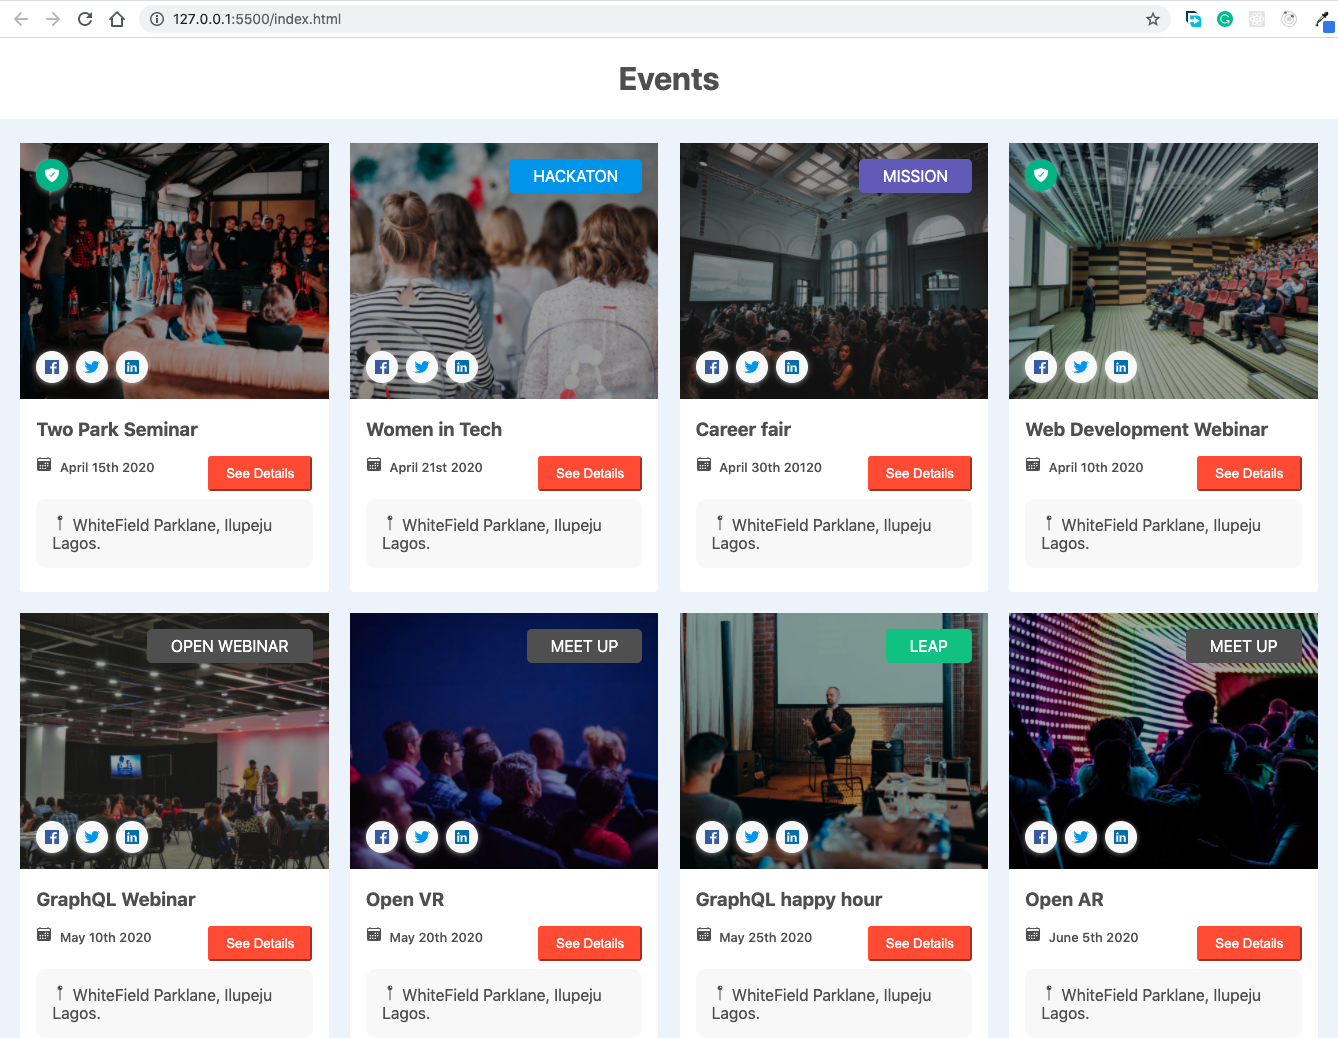 127.0.0.1:5500/index.html
Events
HACKATON
MISSION
Two Park Seminar
April 15th 2020
See Details
WhiteField Parklane, Ilupeju
Lagos.
Women in Tech
April 21st 2020
See Details
WhiteField Parklane, Ilupeju
Lagos.
Career fair
April 30th 20120
See Details
WhiteField Parklane, Ilupeju
Lagos.
Web Development Webinar
April 10th 2020
See Details
WhiteField Parklane, Ilupeju
Lagos.
OPEN WEBINAR
MEET UP
LEAP
MEET UP
GraphQL Webinar
May 10th 2020
See Details
WhiteField Parklane, Ilupeju
Lagos.
Open VR
May 20th 2020
See Details
WhiteField Parklane, Ilupeju
Lagos.
GraphQL happy hour
May 25th 2020
See Details
WhiteField Parklane, Ilupeju
Lagos.
Open AR
June 5th 2020
See Details
WhiteField Parklane, Ilupeju
Lagos.